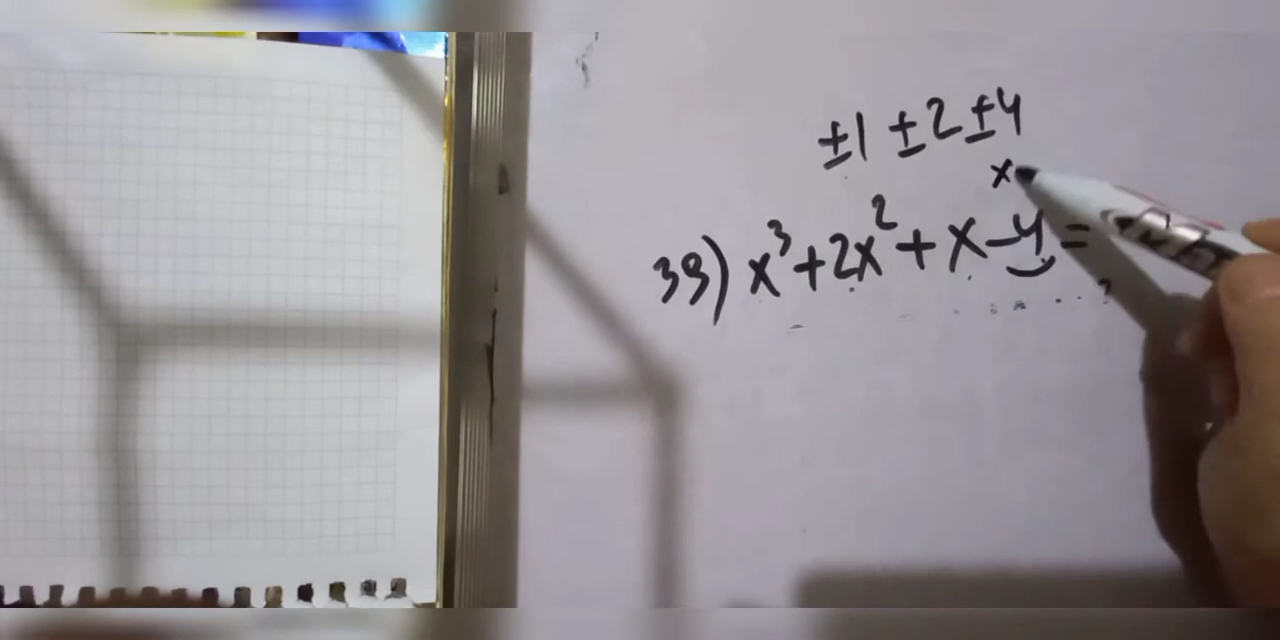 ±1 ±2 ±4
x
39) x³+2x²+x-4=